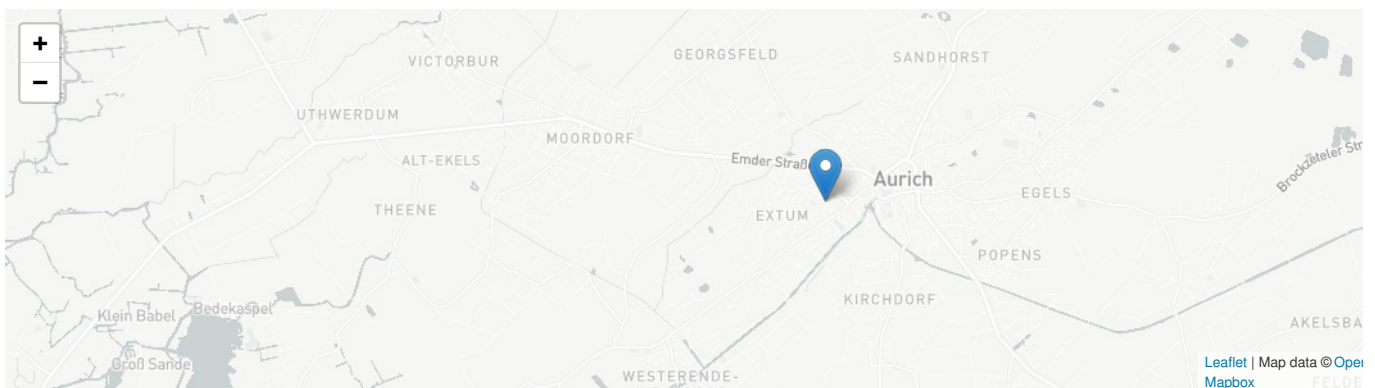 +
−
VICTORBUR
GEORGSFELD
SANDHORST
UTHWERDUM
MOORDORF
ALT-EKELS
Emder Straß
Brockzeteler Str
Aurich
EGELS
THEENE
EXTUM
POPENS
KIRCHDORF
Bedekaspel
Klein Babel
AKELSBA
Groß Sande
WESTERENDE-
Leaflet | Map data © Oper
Mapbox
FELDE